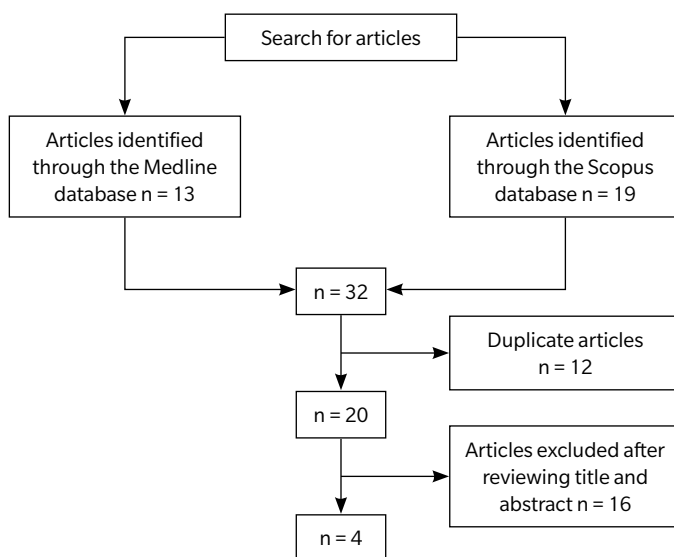 Search for articles
Articles identified
through the Medline
database n = 13
Articles identified
through the Scopus
database n = 19
n = 32
Duplicate articles
n = 12
n = 20
Articles excluded after
reviewing title and
abstract n = 16
n = 4